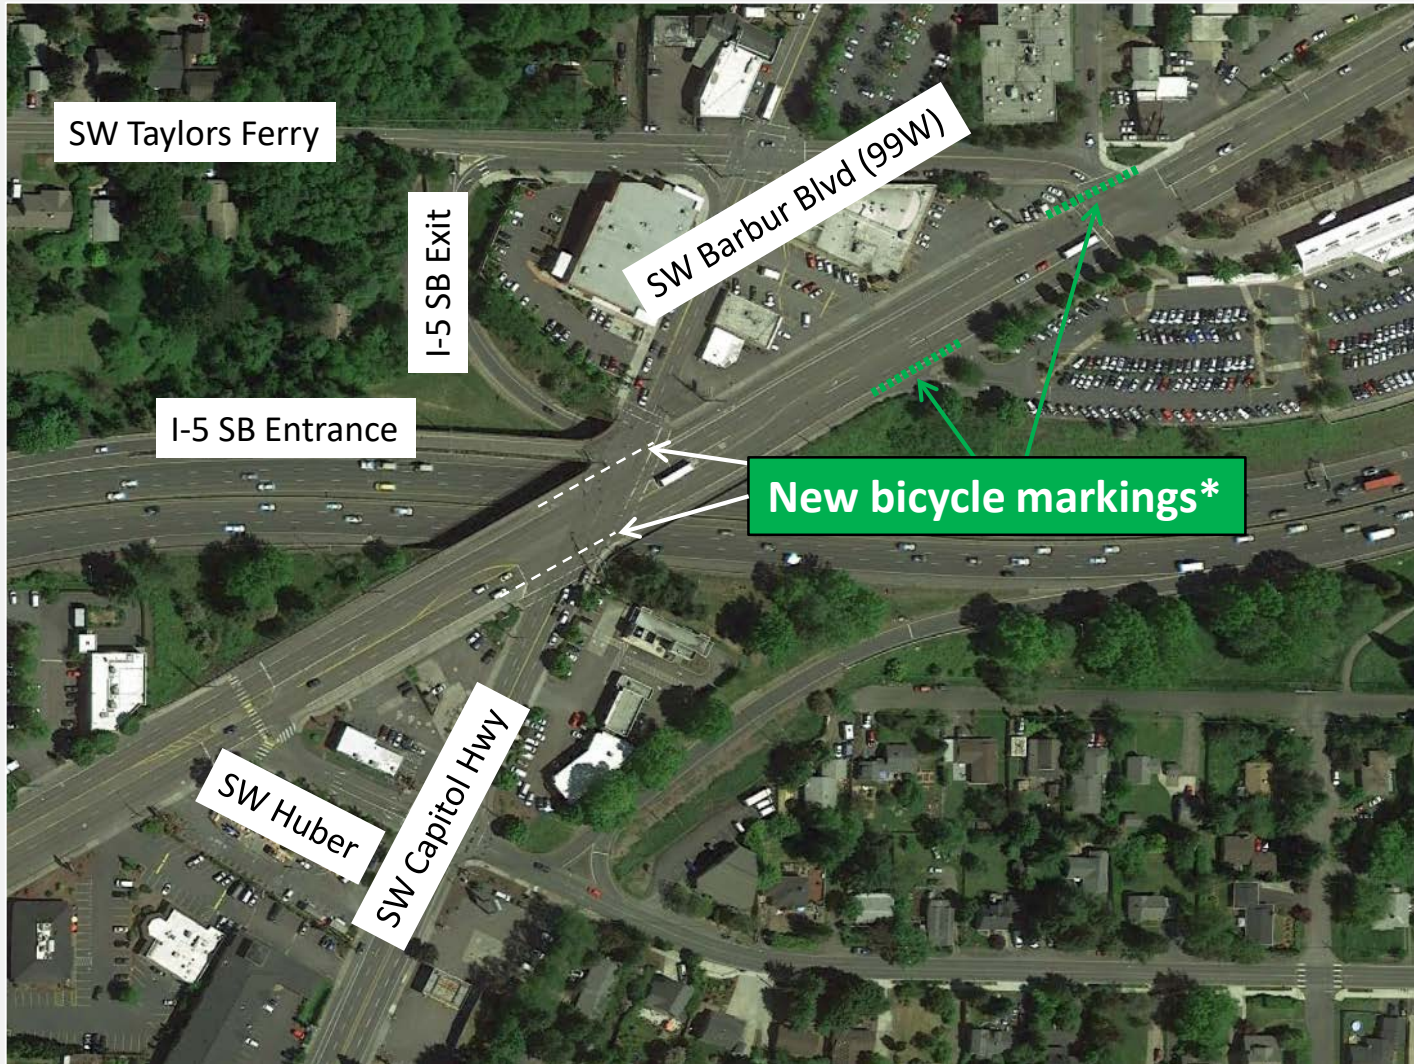 SW Taylors Ferry
SW Barbur Blvd (99W)
I-5 SB Exit
I-5 SB Entrance
New bicycle markings*
SW Huber
SW Capitol Hwy